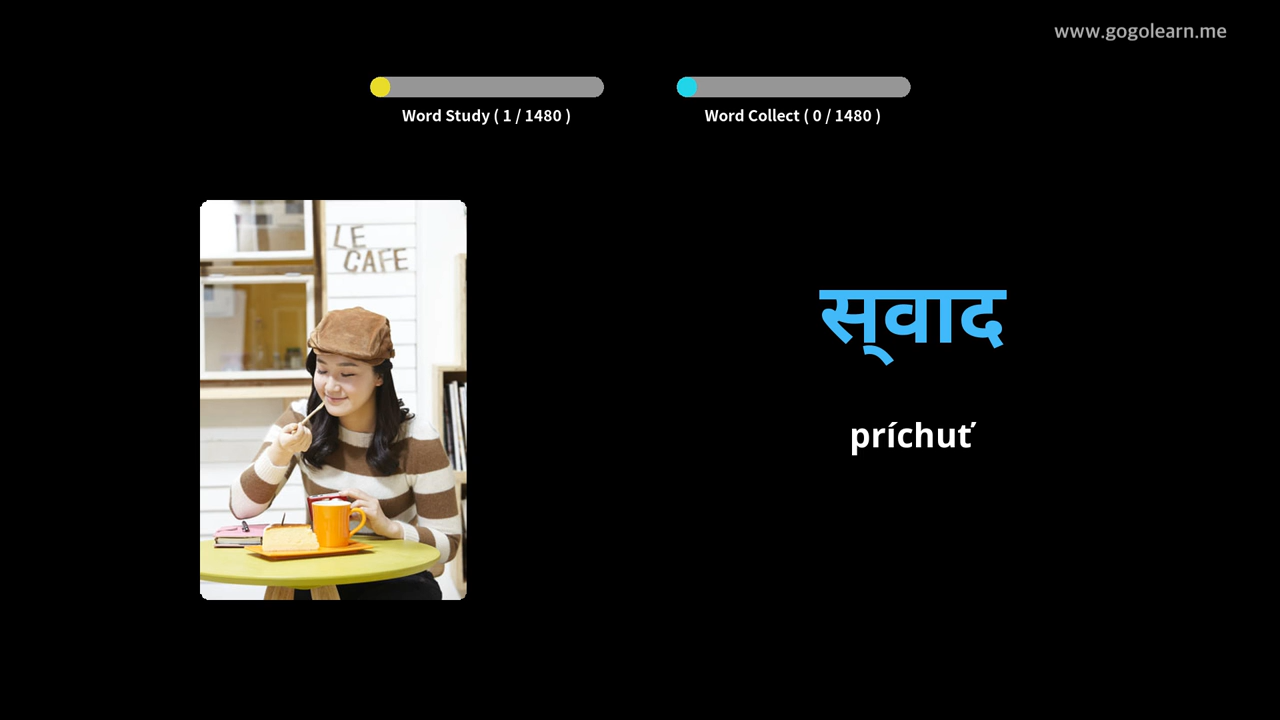 www.gogolearn.me
Word Study ( 1 / 1480 )
Word Collect ( 0 / 1480 )
LE
CAFE
स्‌वाद
príchuť